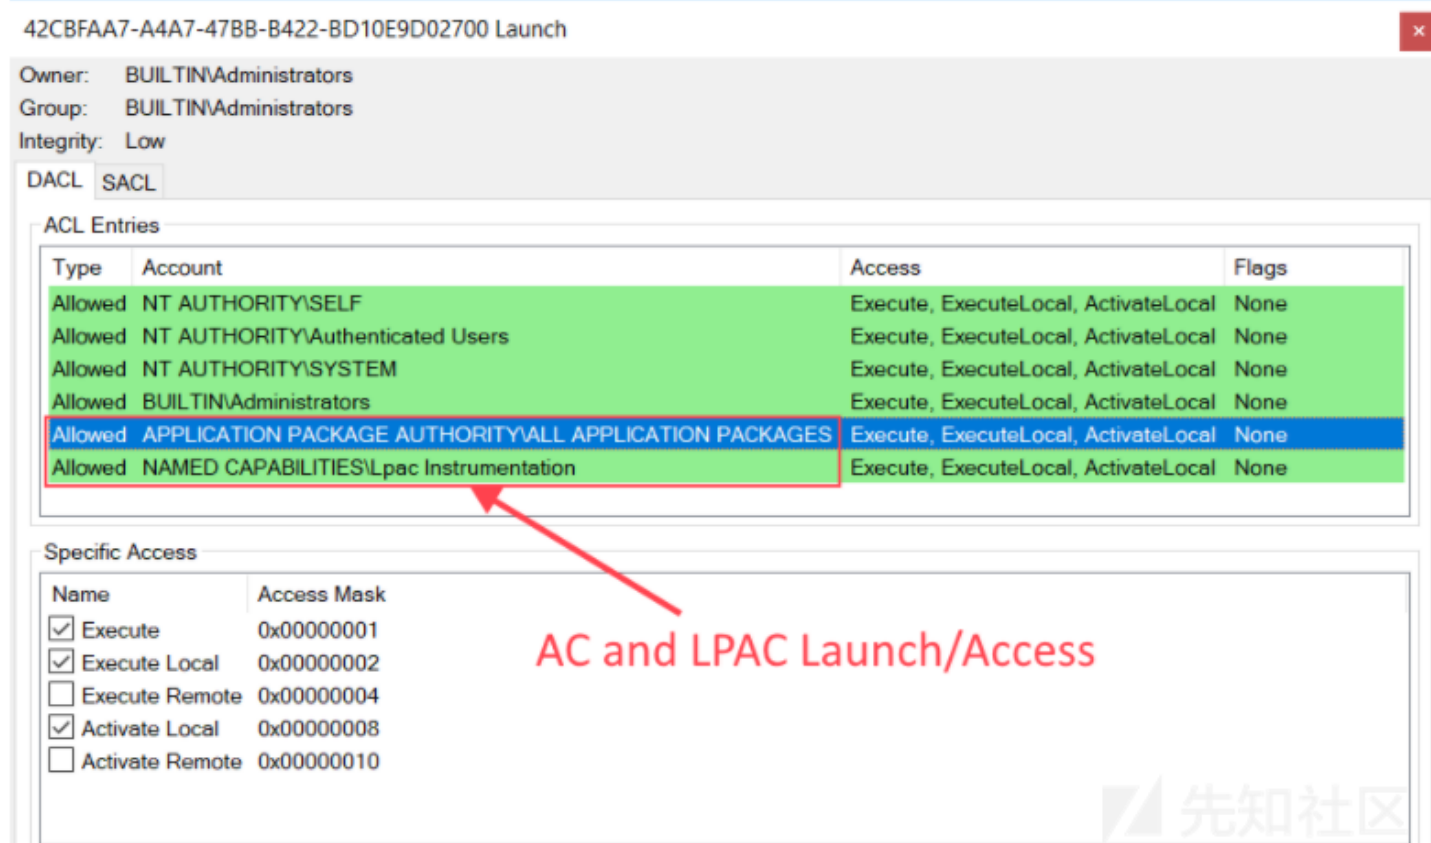 42CBFAA7-A4A7-47BB-B422-BD10E9D02700 Launch
Owner: BUILTIN\Administrators
Group: BUILTIN\Administrators
Integrity: Low
DACL SACL
ACL Entries
Type Account Access Flags
Allowed NT AUTHORITY\SELF Execute, ExecuteLocal, ActivateLocal None
Allowed NT AUTHORITY\Authenticated Users Execute, ExecuteLocal, ActivateLocal None
Allowed NT AUTHORITY\SYSTEM Execute, ExecuteLocal, ActivateLocal None
Allowed BUILTIN\Administrators Execute, ExecuteLocal, ActivateLocal None
Allowed APPLICATION PACKAGE AUTHORITY\ALL APPLICATION PACKAGES Execute, ExecuteLocal, ActivateLocal None
Allowed NAMED CAPABILITIES\Lpac Instrumentation Execute, ExecuteLocal, ActivateLocal None
Specific Access
Name Access Mask
Execute 0x00000001
Execute Local 0x00000002
Execute Remote 0x00000004
Activate Local 0x00000008
Activate Remote 0x00000010
AC and LPAC Launch/Access
先知社区